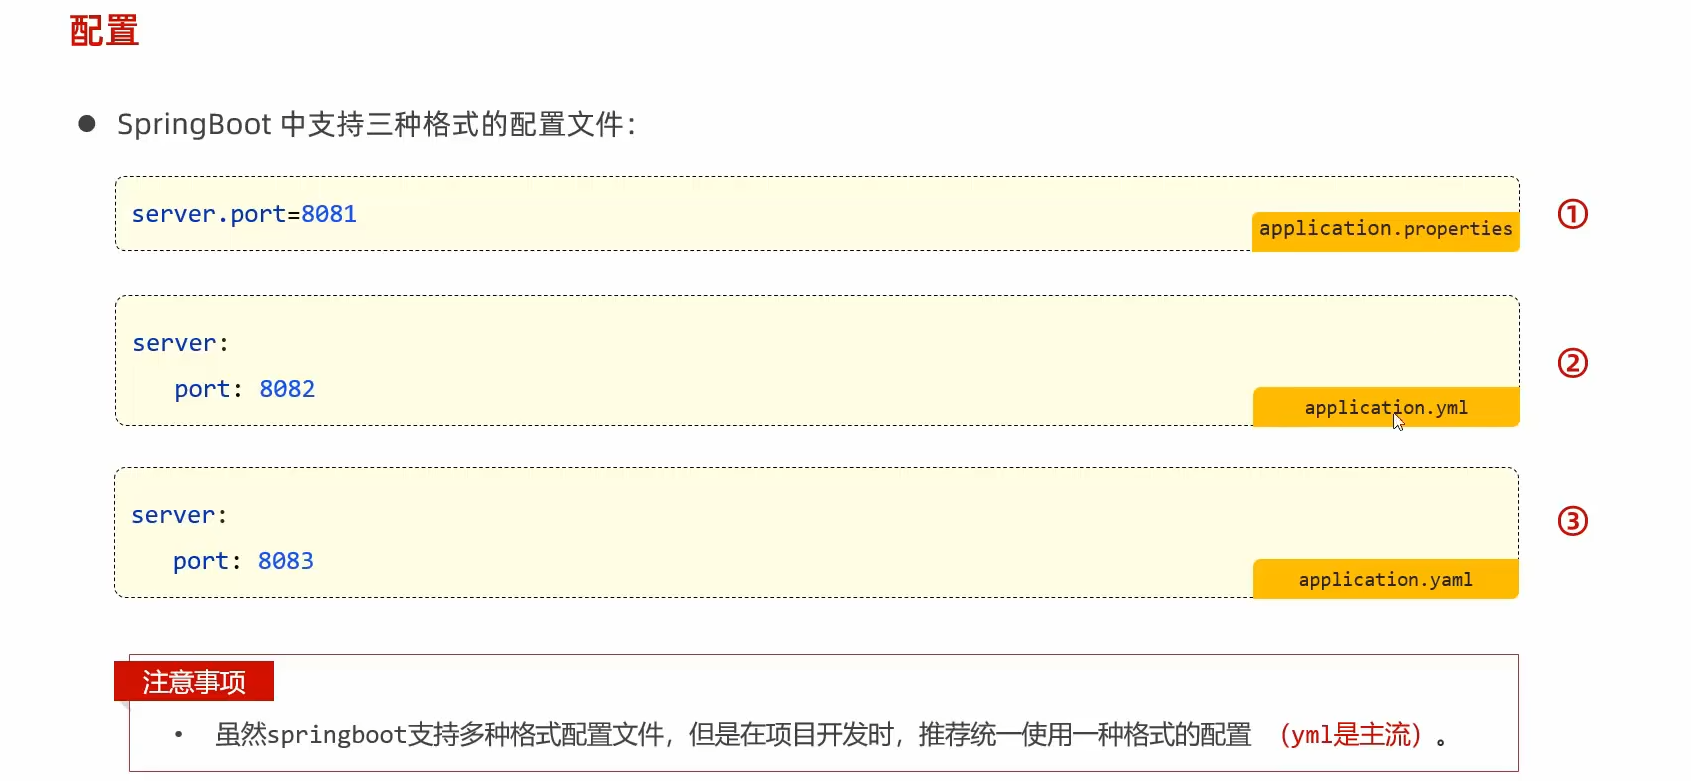 配置
● SpringBoot 中支持三种格式的配置文件：
server.port=8081
application.properties
①
server:
port: 8082
application.yml
②
server:
port: 8083
application.yaml
③
注意事项
• 虽然springboot支持多种格式配置文件，但是在项目开发时，推荐统一使用一种格式的配置 （yml是主流）。